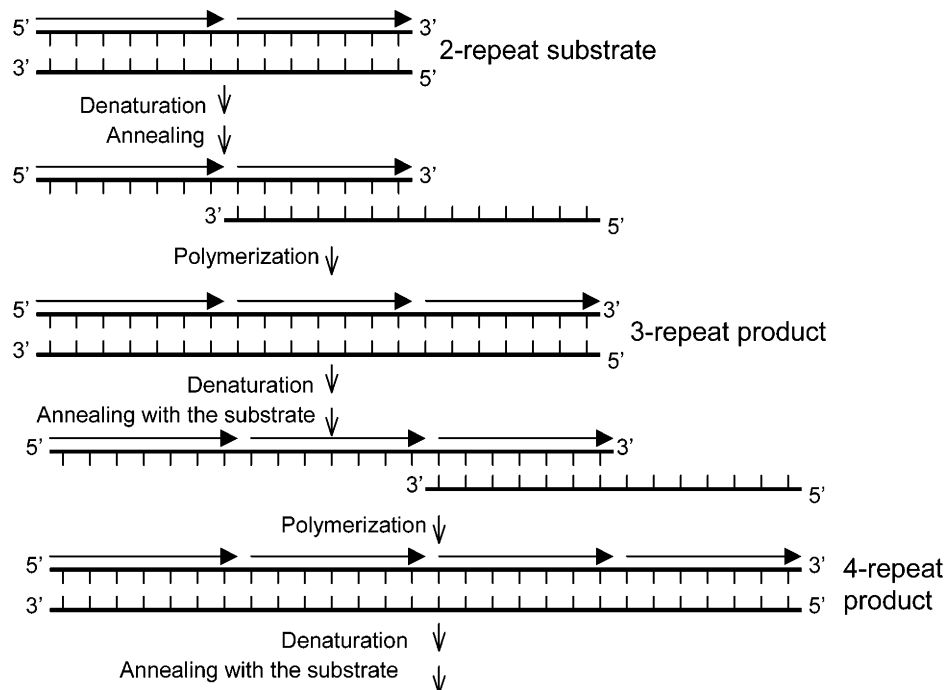 5’ 3’
2-repeat substrate
3’ 5’
Denaturation
Annealing
5’ 3’
3’ 5’
Polymerization
5’ 3’
3-repeat product
3’ 5’
Denaturation
Annealing with the substrate
5’ 3’
3’ 5’
Polymerization
5’ 3’
4-repeat
product
3’ 5’
Denaturation
Annealing with the substrate